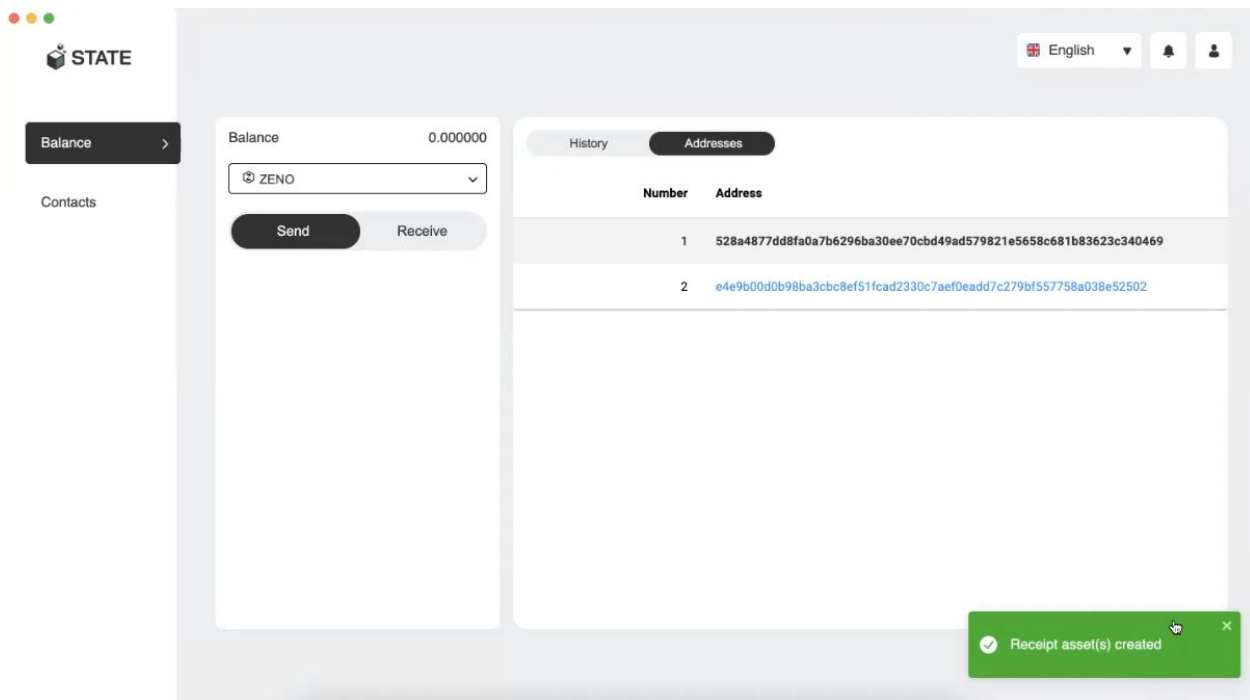 STATE
English
Balance
Contacts
Balance 0.000000
ZENO
Send Receive
History Addresses
Number Address
1 528a4877dd8fa0a7b6296ba30ee70cbd49ad579821e5658c681b83623c340469
2 e4e9b00d0b98ba3cbc8ef51fcad2330c7aef0eadd7c279bf557758a038e52502
Receipt asset(s) created